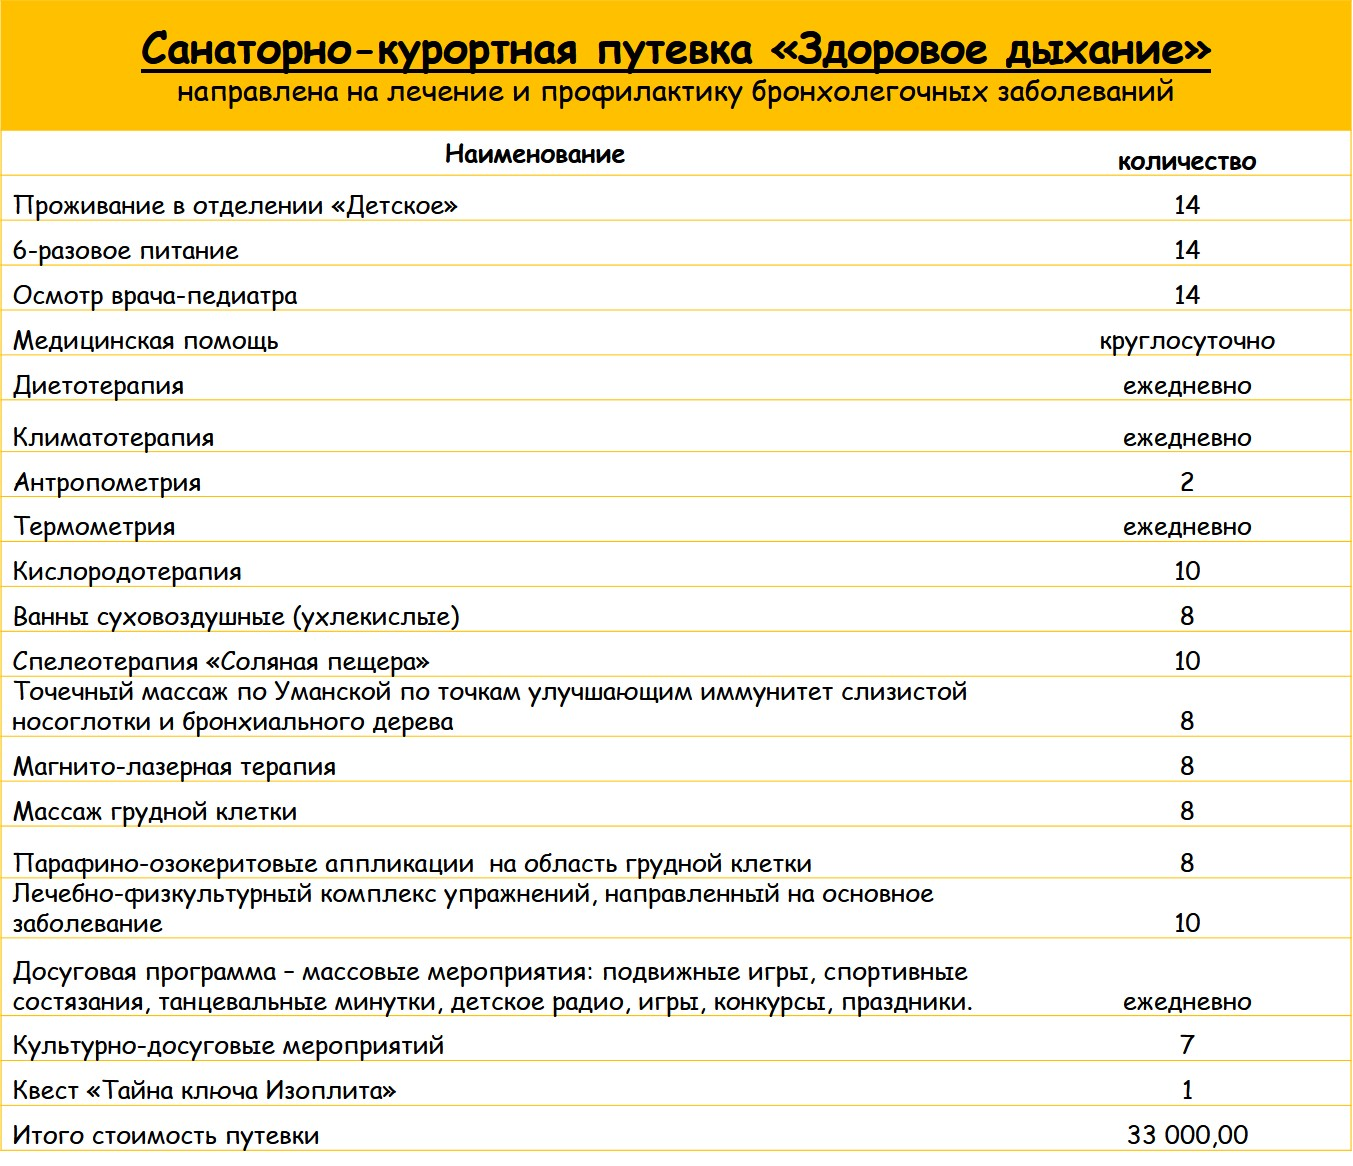 Санаторно-курортная путевка «Здоровое дыхание»
направлена на лечение и профилактику бронхолегочных заболеваний
Наименование количество
Проживание в отделении «Детское» 14
6-разовое питание 14
Осмотр врача-педиатра 14
Медицинская помощь круглосуточно
Диетотерапия ежедневно
Климатотерапия ежедневно
Антропометрия 2
Термометрия ежедневно
Кислородотерапия 10
Ванны суховоздушные (ухлекислые) 8
Спелеотерапия «Соляная пещера» 10
Точечный массаж по Уманской по точкам улучшающим иммунитет слизистой
носоглотки и бронхиального дерева 8
Магнито-лазерная терапия 8
Массаж грудной клетки 8
Парафино-озокеритовые аппликации на область грудной клетки 8
Лечебно-физкультурный комплекс упражнений, направленный на основное
заболевание 10
Досуговая программа – массовые мероприятия: подвижные игры, спортивные
состязания, танцевальные минутки, детское радио, игры, конкурсы, праздники. ежедневно
Культурно-досуговые мероприятий 7
Квест «Тайна ключа Изоплита» 1
Итого стоимость путевки 33 000,00